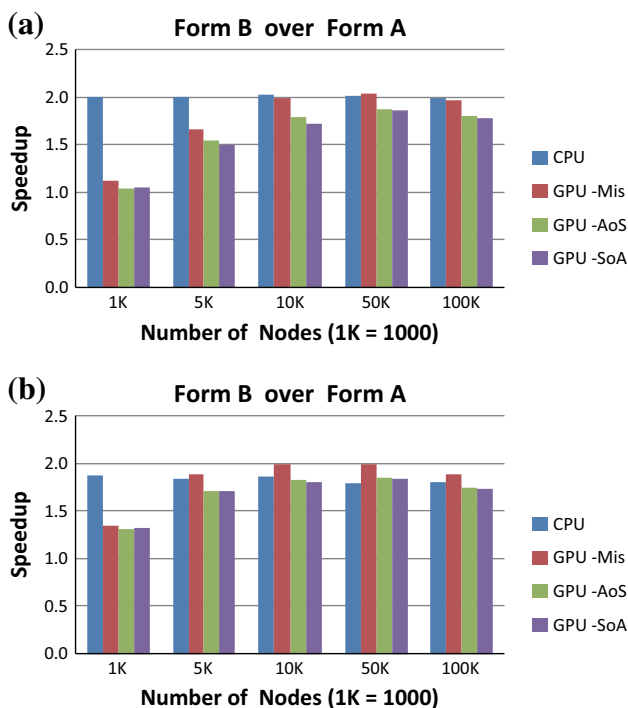 (a)
Form B over Form A
2.5
2.0
1.5
1.0
0.5
0.0
Speedup
1K 5K 10K 50K 100K
Number of Nodes (1K = 1000)
CPU
GPU -Mis
GPU -AoS
GPU -SoA
(b)
Form B over Form A
2.5
2.0
1.5
1.0
0.5
0.0
Speedup
1K 5K 10K 50K 100K
Number of Nodes (1K = 1000)
CPU
GPU -Mis
GPU -AoS
GPU -SoA